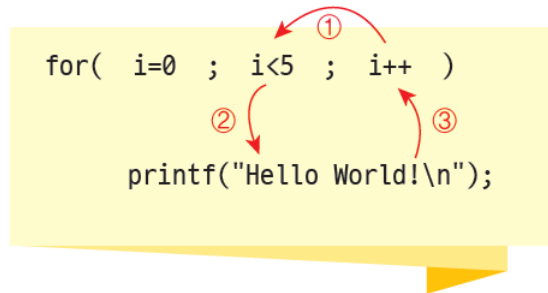 ①
for( i=0 ; i<5 ; i++ )
② ③
printf("Hello World!\n");